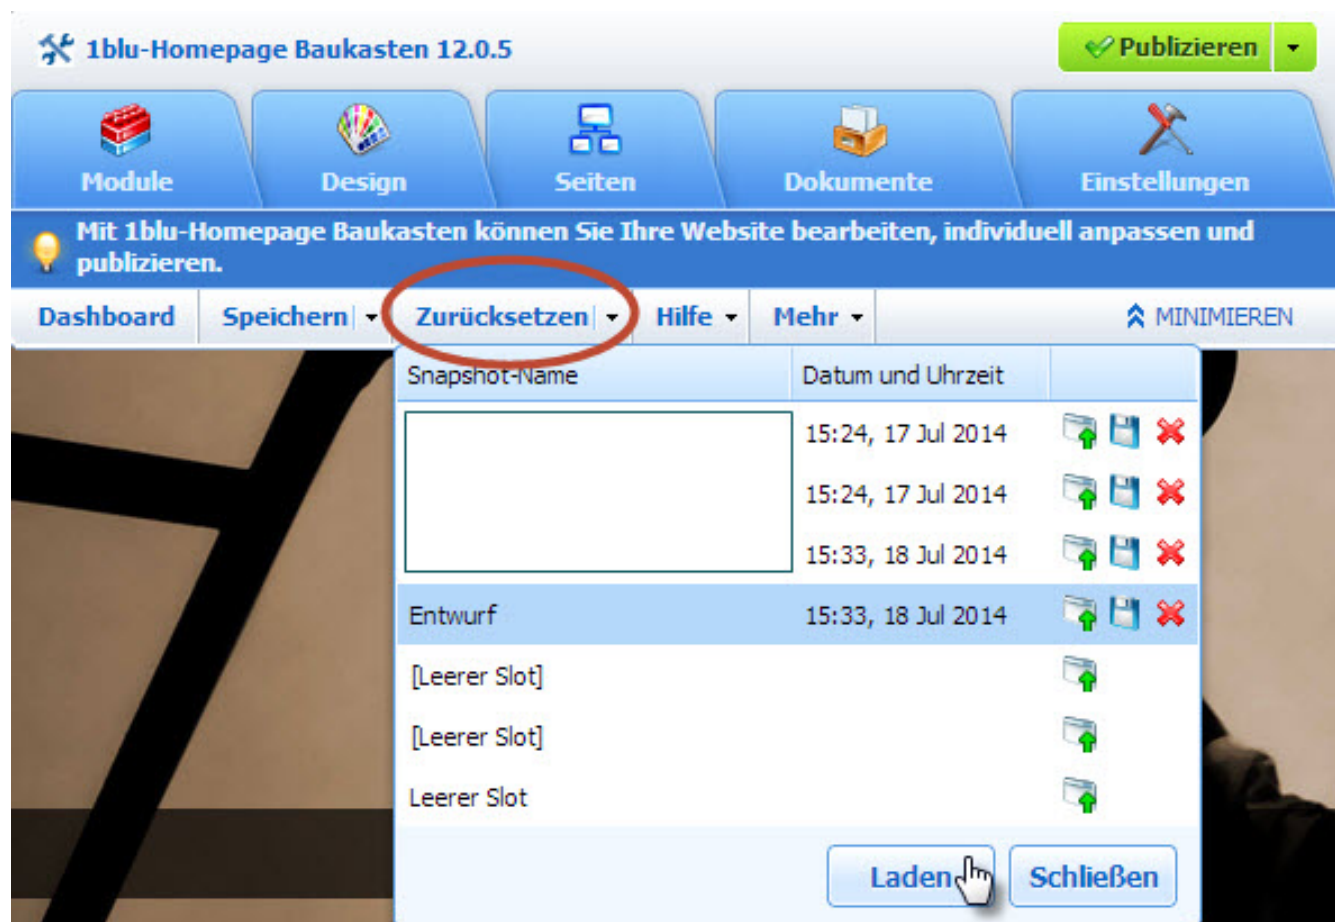 1blu-Homepage Baukasten 12.0.5
Publizieren
Module Design Seiten Dokumente Einstellungen
Mit 1blu-Homepage Baukasten können Sie Ihre Website bearbeiten, individuell anpassen und
publizieren.
Dashboard Speichern Zurücksetzen Hilfe Mehr MINIMIEREN
Snapshot-Name Datum und Uhrzeit
15:24, 17 Jul 2014
15:24, 17 Jul 2014
15:33, 18 Jul 2014
Entwurf 15:33, 18 Jul 2014
[Leerer Slot]
[Leerer Slot]
Leerer Slot
Laden Schließen